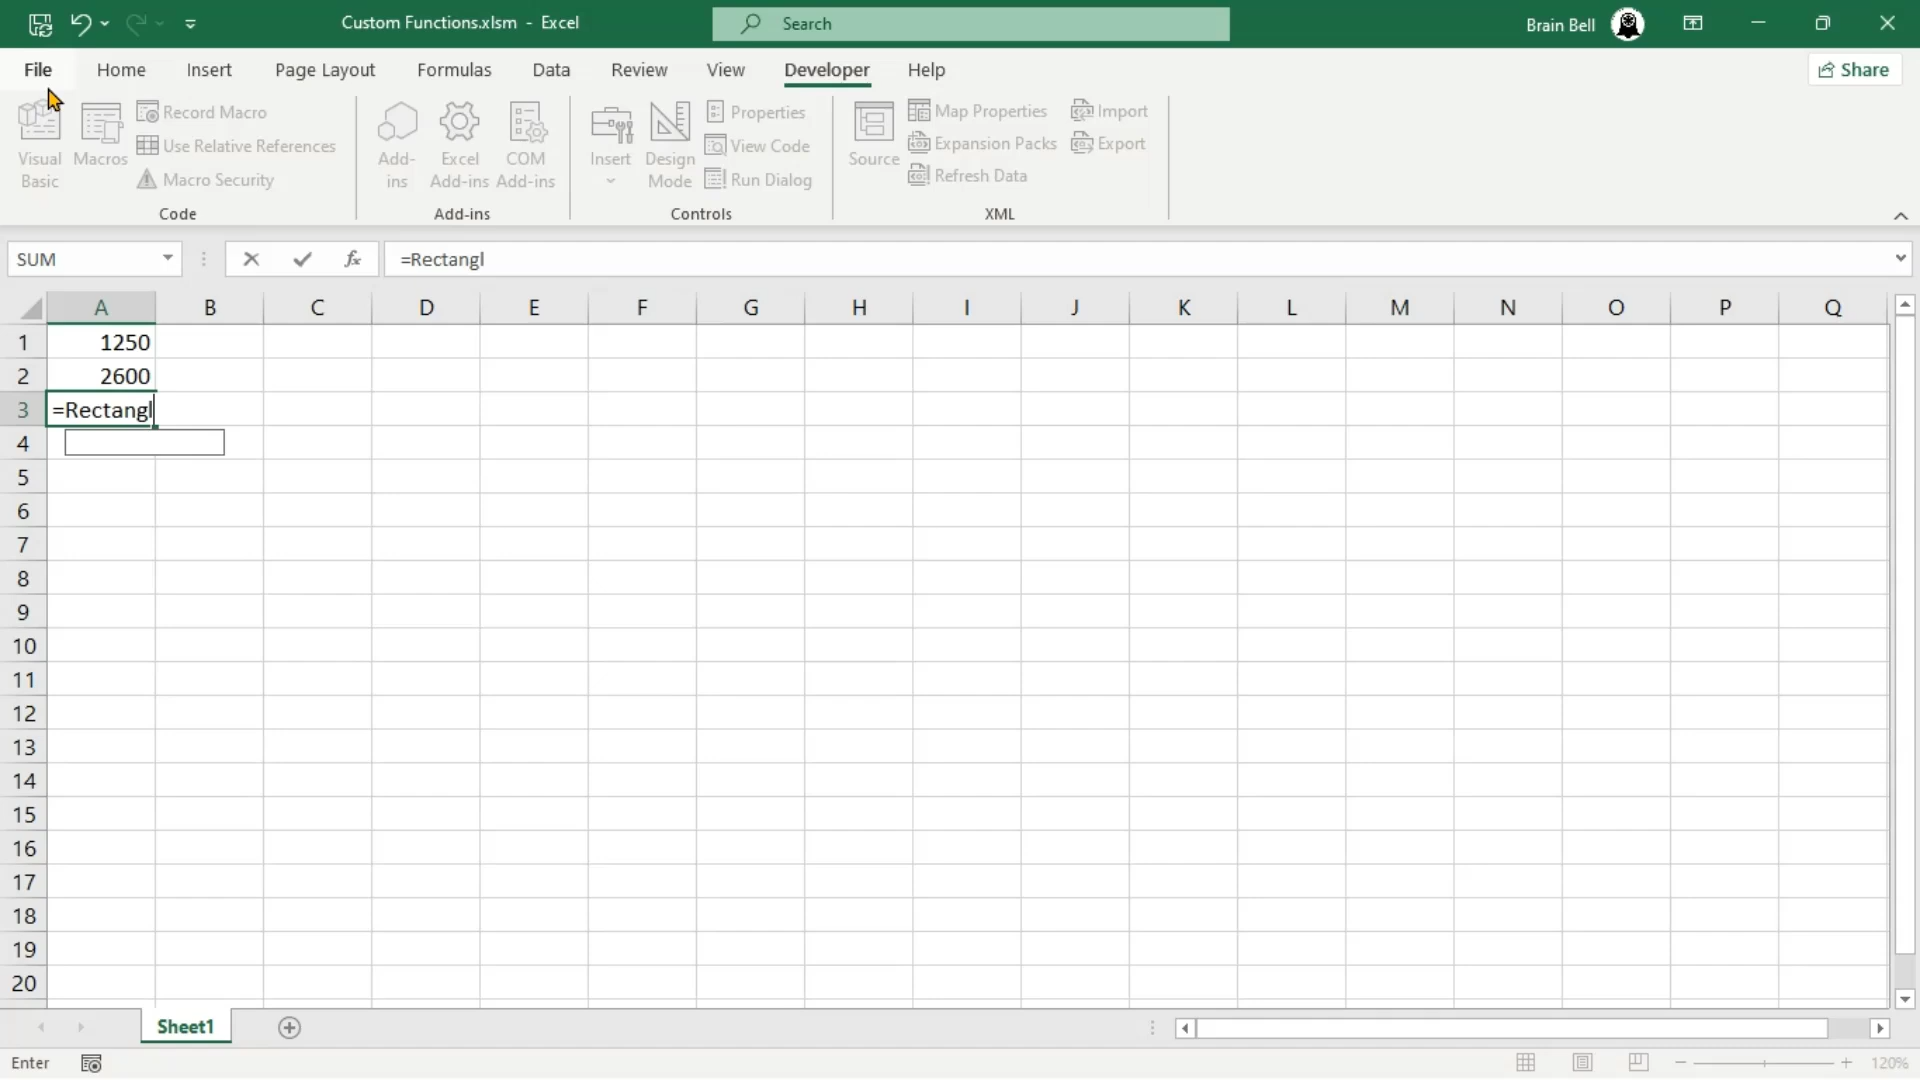 Custom Functions.xlsm - Excel
Search
Brain Bell
File
Home
Insert
Page Layout
Formulas
Data
Review
View
Developer
Help
Share
Visual
Basic
Macros
Record Macro
Use Relative References
Macro Security
Code
Add-
ins
Excel
Add-ins
COM
Add-ins
Add-ins
Insert
Design
Mode
Properties
View Code
Run Dialog
Controls
Source
Map Properties
Expansion Packs
Refresh Data
Import
Export
XML
SUM
fx
=Rectangl
A B C D E F G H I J K L M N O P Q
1 1250
2 2600
3 =Rectangl
4
5
6
7
8
9
10
11
12
13
14
15
16
17
18
19
20
Sheet1
Enter
120%